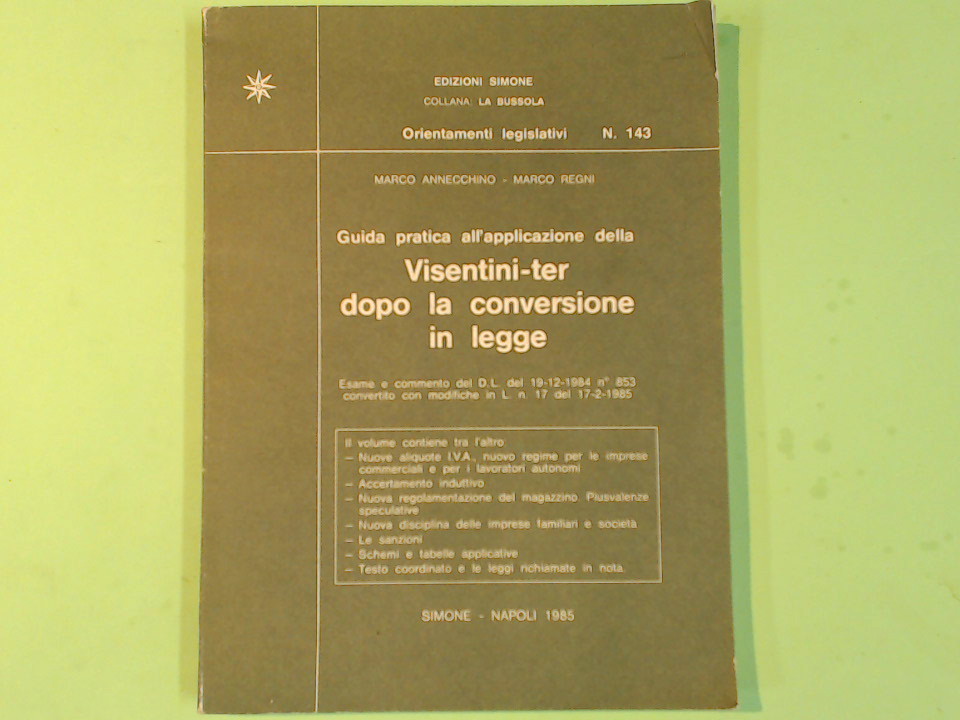 EDIZIONI SIMONE
COLLANA: LA BUSSOLA
Orientamenti legislativi N. 143
MARCO ANNECCHINO - MARCO REGNI
Guida pratica all'applicazione della
Visentini-ter
dopo la conversione
in legge
Esame e commento del D.L. del 19-12-1984 n° 853
convertito con modifiche in L. n. 17 del 17-2-1985
Il volume contiene tra l'altro:
— Nuove aliquote I.V.A., nuovo regime per le imprese
commerciali e per i lavoratori autonomi
— Accertamento induttivo
— Nuova regolamentazione del magazzino. Plusvalenze
speculative
— Nuova disciplina delle imprese familiari e società
— Le sanzioni
— Schemi e tabelle applicative
— Testo coordinato e le leggi richiamate in nota.
SIMONE - NAPOLI 1985